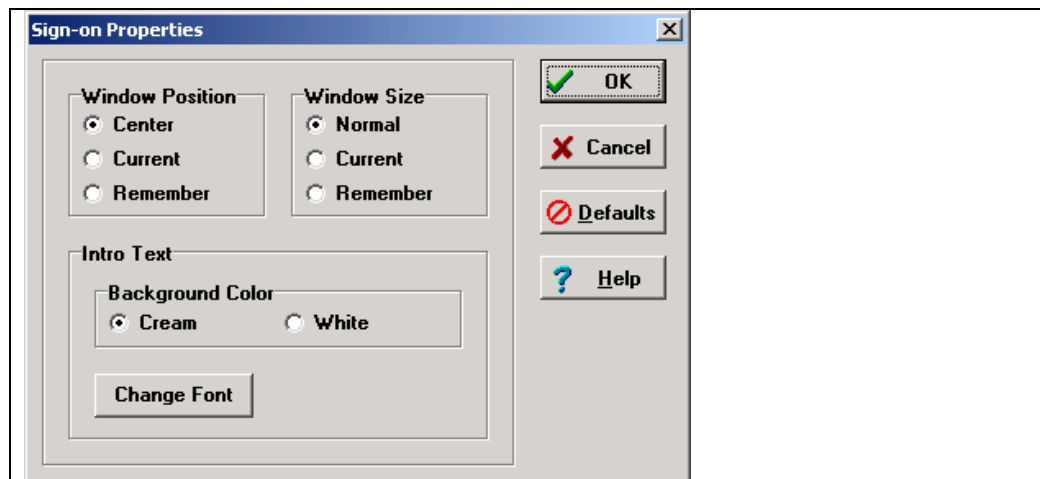 Sign-on Properties
Window Position
Center
Current
Remember
Window Size
Normal
Current
Remember
Intro Text
Background Color
Cream
White
Change Font
OK
Cancel
Defaults
Help